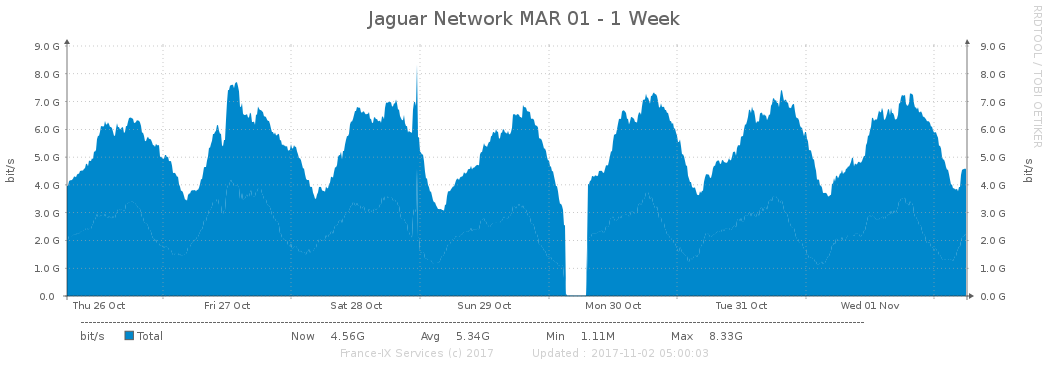 Jaguar Network MAR 01 - 1 Week
RRDTOOL / TOBI OETIKER
9.0 G 9.0 G
8.0 G 8.0 G
7.0 G 7.0 G
6.0 G 6.0 G
5.0 G 5.0 G
4.0 G 4.0 G
3.0 G 3.0 G
2.0 G 2.0 G
1.0 G 1.0 G
0.0 0.0 G
bit/s bit/s
Thu 26 Oct Fri 27 Oct Sat 28 Oct Sun 29 Oct Mon 30 Oct Tue 31 Oct Wed 01 Nov
bit/s Total Now 4.56G Avg 5.34G Min 1.11M Max 8.33G
France-IX Services (c) 2017 Updated : 2017-11-02 05:00:03